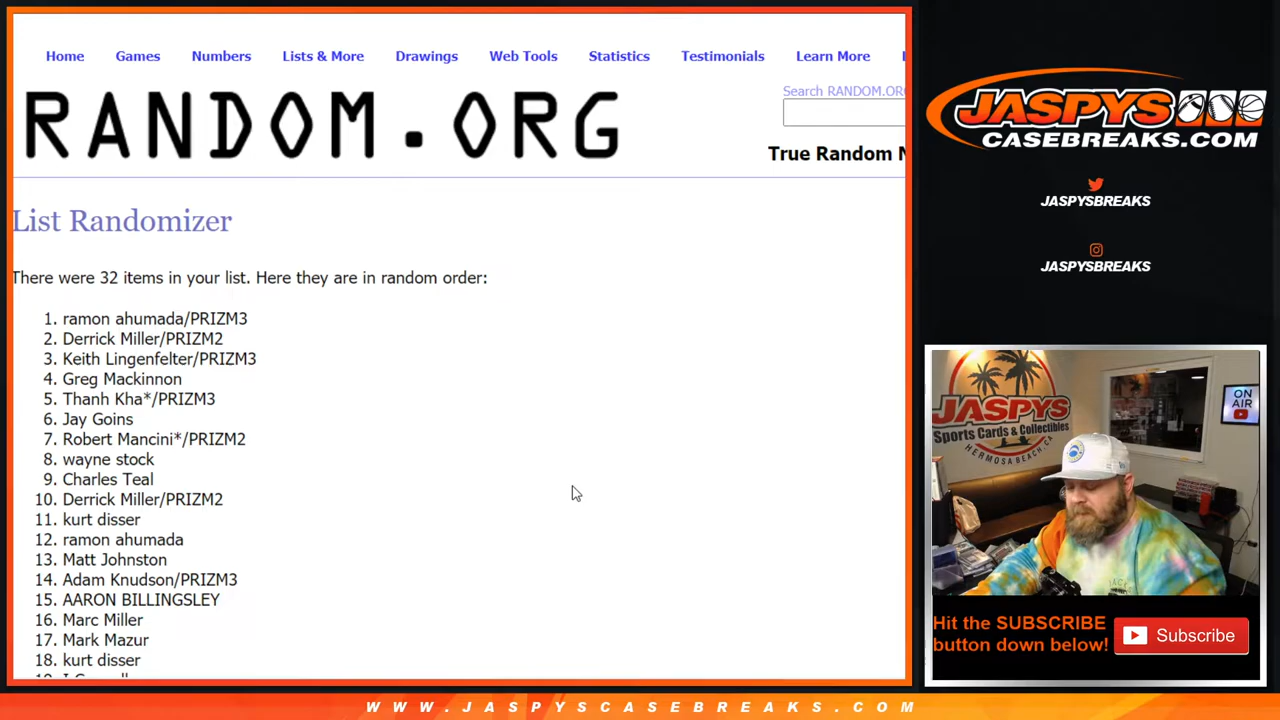 Home Games Numbers Lists & More Drawings Web Tools Statistics Testimonials Learn More
Search RANDOM.ORG
RANDOM.ORG
True Random
List Randomizer
There were 32 items in your list. Here they are in random order:
1. ramon ahumada/PRIZM3
2. Derrick Miller/PRIZM2
3. Keith Lingenfelter/PRIZM3
4. Greg Mackinnon
5. Thanh Kha*/PRIZM3
6. Jay Goins
7. Robert Mancini*/PRIZM2
8. wayne stock
9. Charles Teal
10. Derrick Miller/PRIZM2
11. kurt disser
12. ramon ahumada
13. Matt Johnston
14. Adam Knudson/PRIZM3
15. AARON BILLINGSLEY
16. Marc Miller
17. Mark Mazur
18. kurt disser
JASPYS
CASEBREAKS.COM
JASPYSBREAKS
JASPYSBREAKS
JASPYS
Sports Cards & Collectibles
HERMOSA BEACH, CA
ON
AIR
Hit the SUBSCRIBE
button down below!
Subscribe
WWW.JASPYSCASEBREAKS.COM